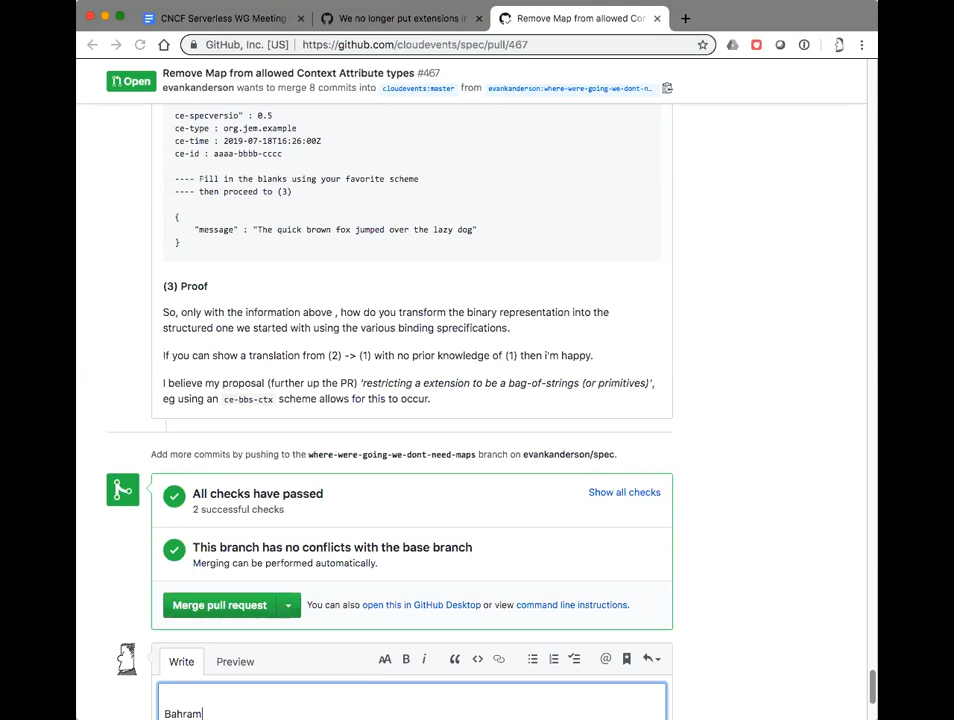 CNCF Serverless WG Meeting
We no longer put extensions in
Remove Map from allowed Con
GitHub, Inc. [US] | https://github.com/cloudevents/spec/pull/467
Open
Remove Map from allowed Context Attribute types #467
evankanderson wants to merge 8 commits into cloudevents:master from evankanderson:where-were-going-we-dont-n…
ce-specversio" : 0.5
ce-type : org.jem.example
ce-time : 2019-07-18T16:26:00Z
ce-id : aaaa-bbbb-cccc
---- Fill in the blanks using your favorite scheme
---- then proceed to (3)
{
"message" : "The quick brown fox jumped over the lazy dog"
}
(3) Proof
So, only with the information above , how do you transform the binary representation into the
structured one we started with using the various binding sprecifications.
If you can show a translation from (2) -> (1) with no prior knowledge of (1) then i'm happy.
I believe my proposal (further up the PR) 'restricting a extension to be a bag-of-strings (or primitives)',
eg using an ce-bbs-ctx scheme allows for this to occur.
Add more commits by pushing to the where-were-going-we-dont-need-maps branch on evankanderson/spec.
All checks have passed
Show all checks
2 successful checks
This branch has no conflicts with the base branch
Merging can be performed automatically.
Merge pull request
You can also open this in GitHub Desktop or view command line instructions.
Write
Preview
Bahram